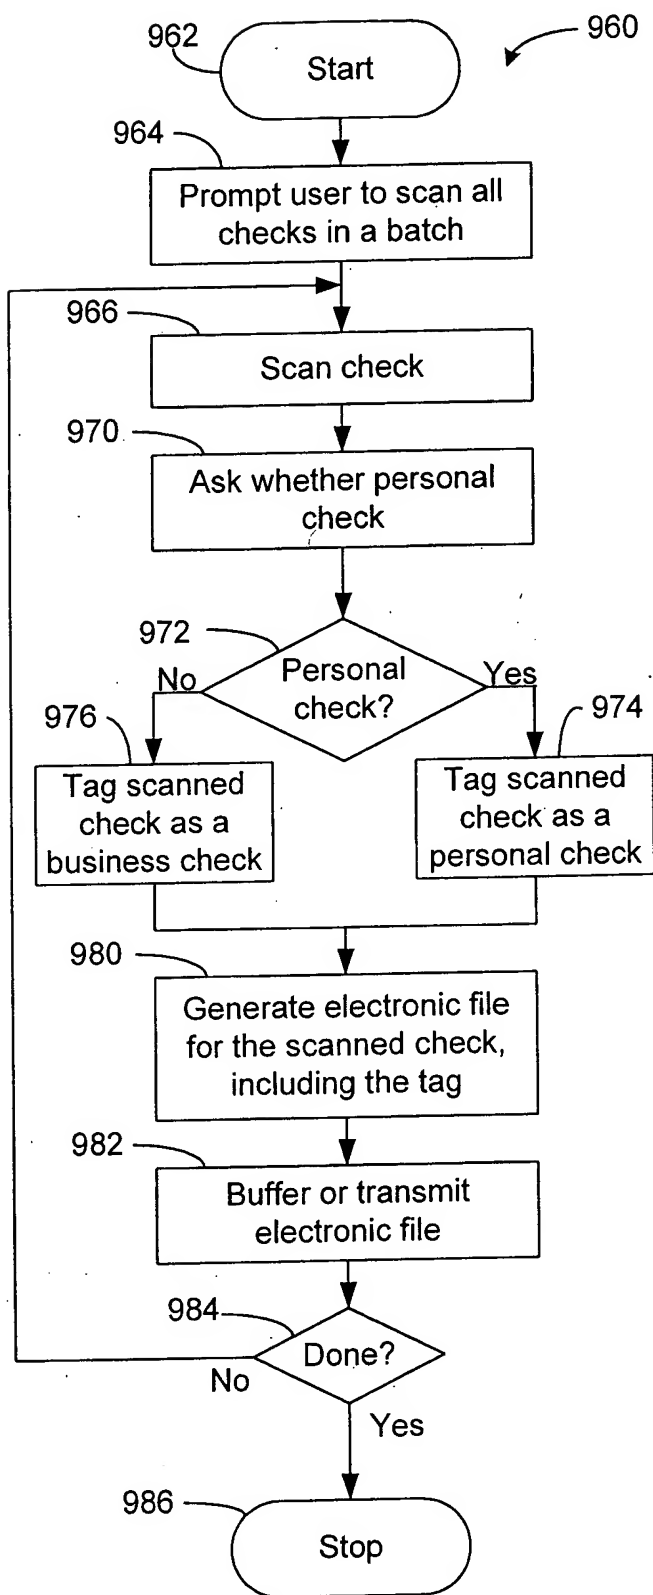 962
960
Start
964
Prompt user to scan all
checks in a batch
966
Scan check
970
Ask whether personal
check
972
Personal
check?
No
Yes
976
974
Tag scanned
check as a
business check
Tag scanned
check as a
personal check
980
Generate electronic file
for the scanned check,
including the tag
982
Buffer or transmit
electronic file
984
Done?
No
Yes
986
Stop